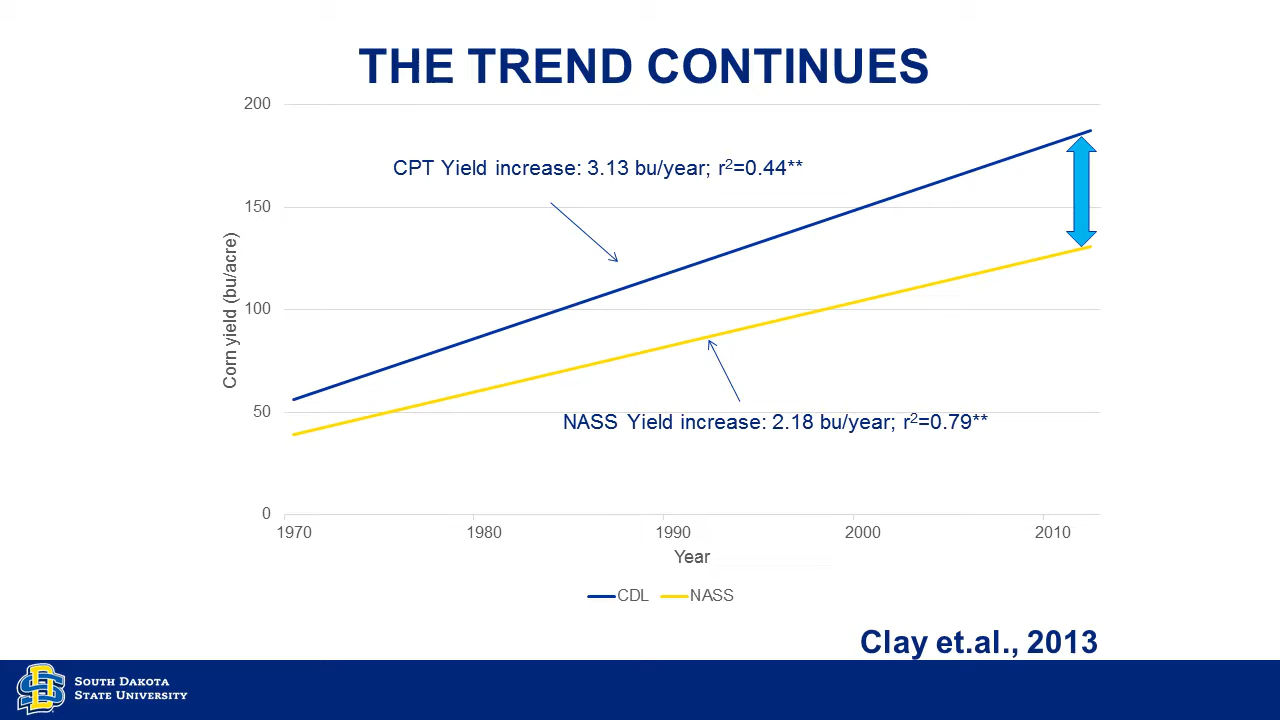 THE TREND CONTINUES
200
CPT Yield increase: 3.13 bu/year; r²=0.44**
150
Corn yield (bu/acre)
100
50
NASS Yield increase: 2.18 bu/year; r²=0.79**
0
1970 1980 1990 2000 2010
Year
CDL NASS
Clay et.al., 2013
SOUTH DAKOTA
STATE UNIVERSITY